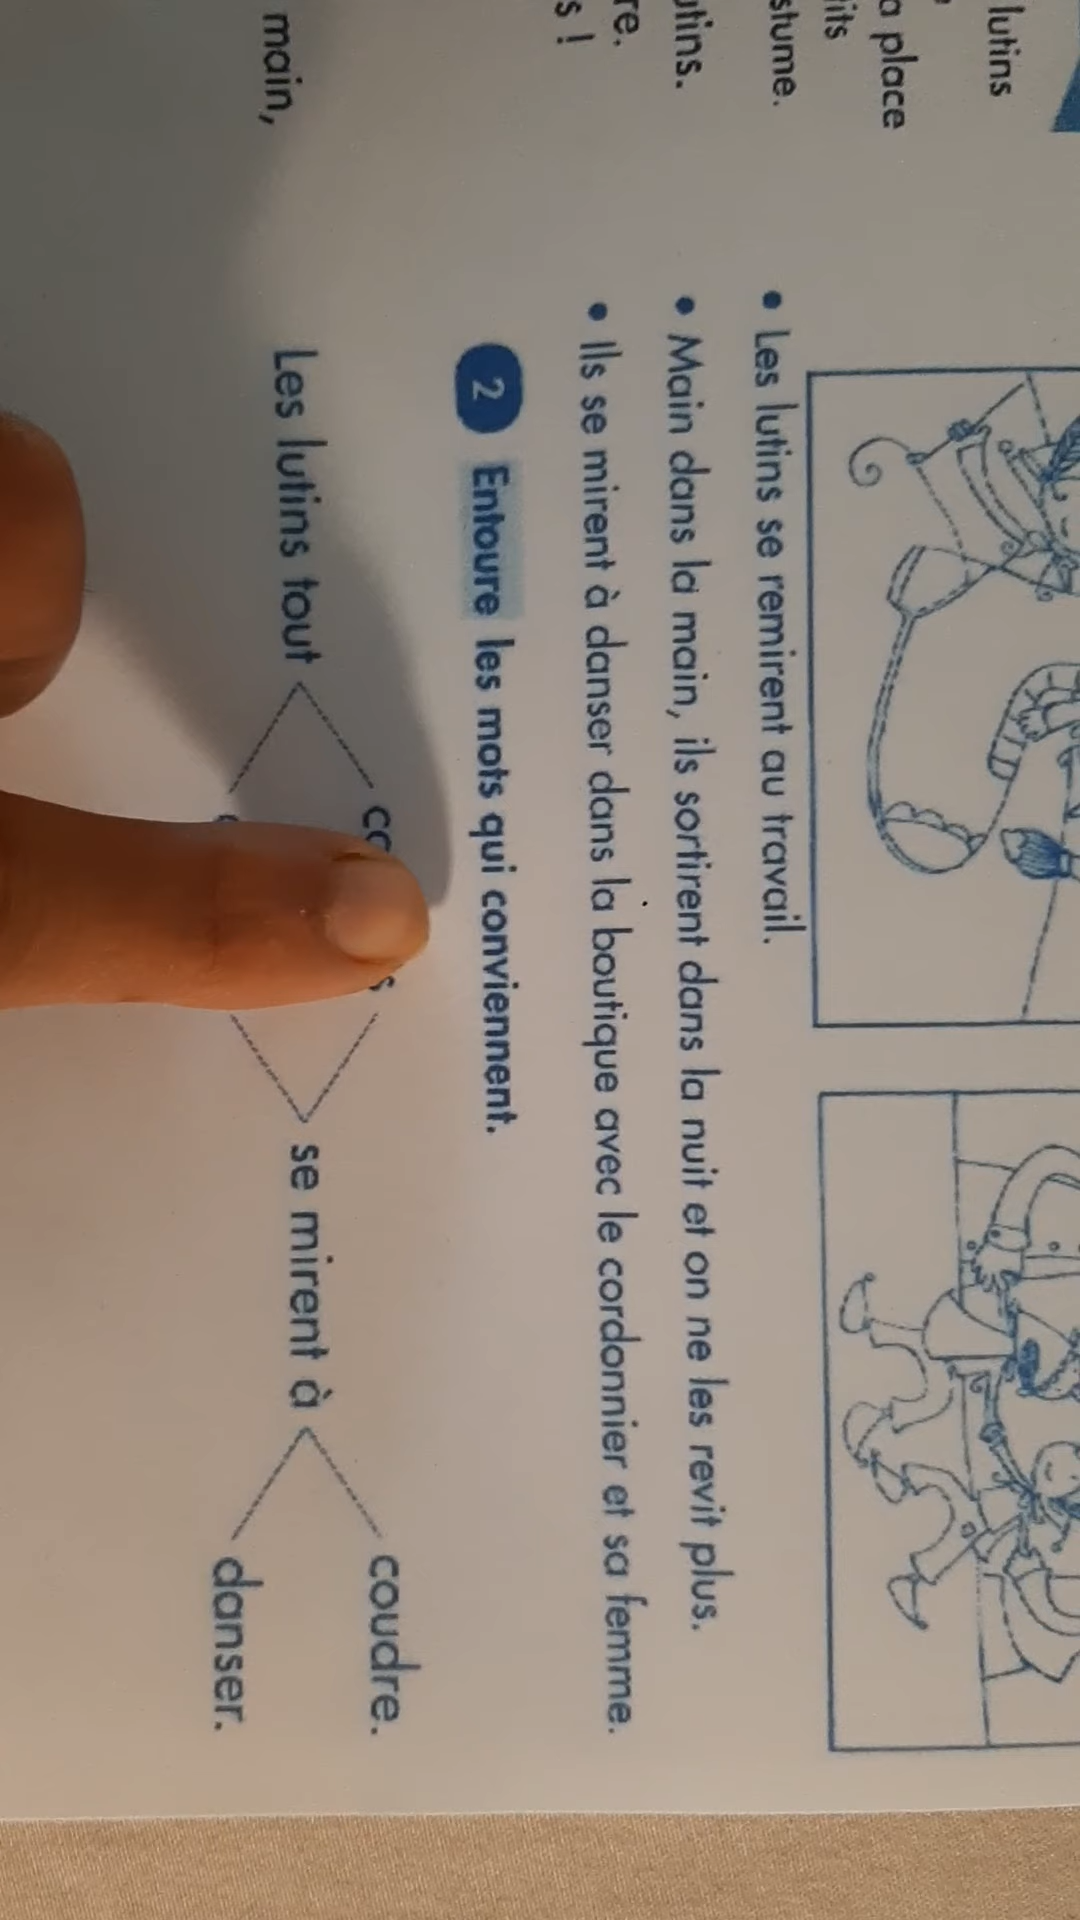 lutins
a place
its
stume.
utins.
re.
s !
main,
• Les lutins se remirent au travail.
• Main dans la main, ils sortirent dans la nuit et on ne les revit plus.
• Ils se mirent à danser dans la boutique avec le cordonnier et sa femme.
2 Entoure les mots qui conviennent.
coudre.
Les lutins tout se mirent à
danser.